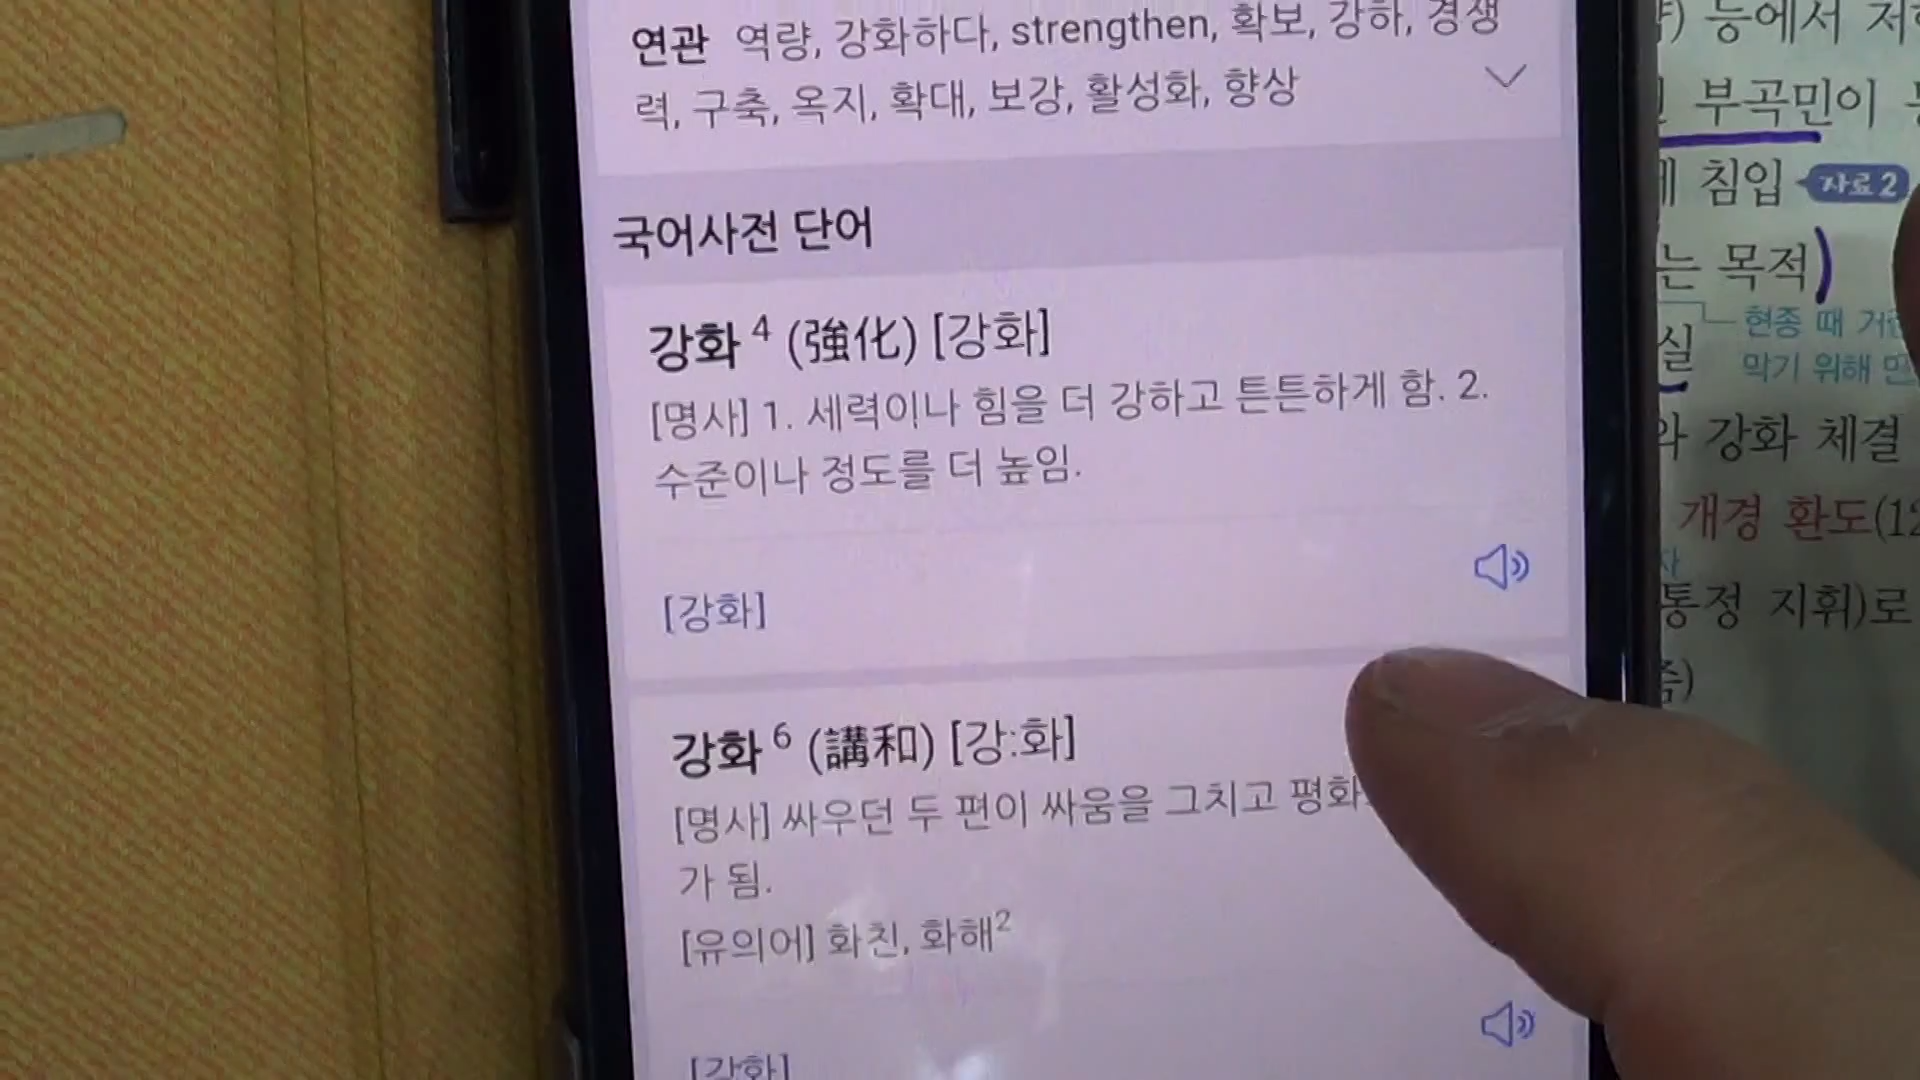 연관 역량, 강화하다, strengthen, 확보, 강하, 경쟁
력, 구축, 옥지, 확대, 보강, 활성화, 향상
국어사전 단어
강화 4 (強化) [강화]
[명사] 1. 세력이나 힘을 더 강하고 튼튼하게 함. 2.
수준이나 정도를 더 높임.
[강화]
강화 6 (講和) [강:화]
[명사] 싸우던 두 편이 싸움을 그치고 평화
가 됨.
[유의어] 화친, 화해2
[강화]
등에서
부곡민이
침입 자료2
는 목적)
현종 때
실 막기 위해
강화 체결
개경 환도(12
통정 지휘)로